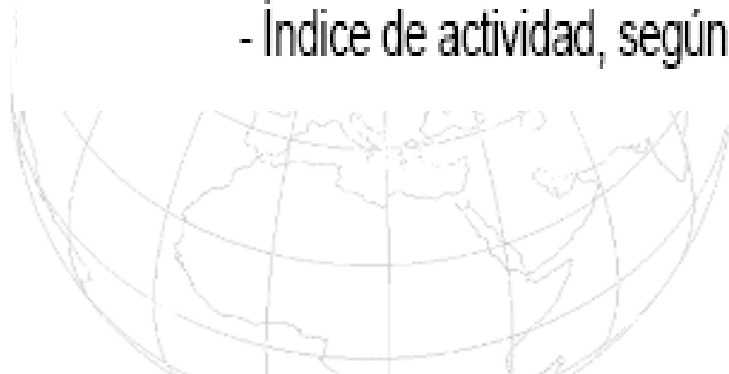 - Índice de actividad, según